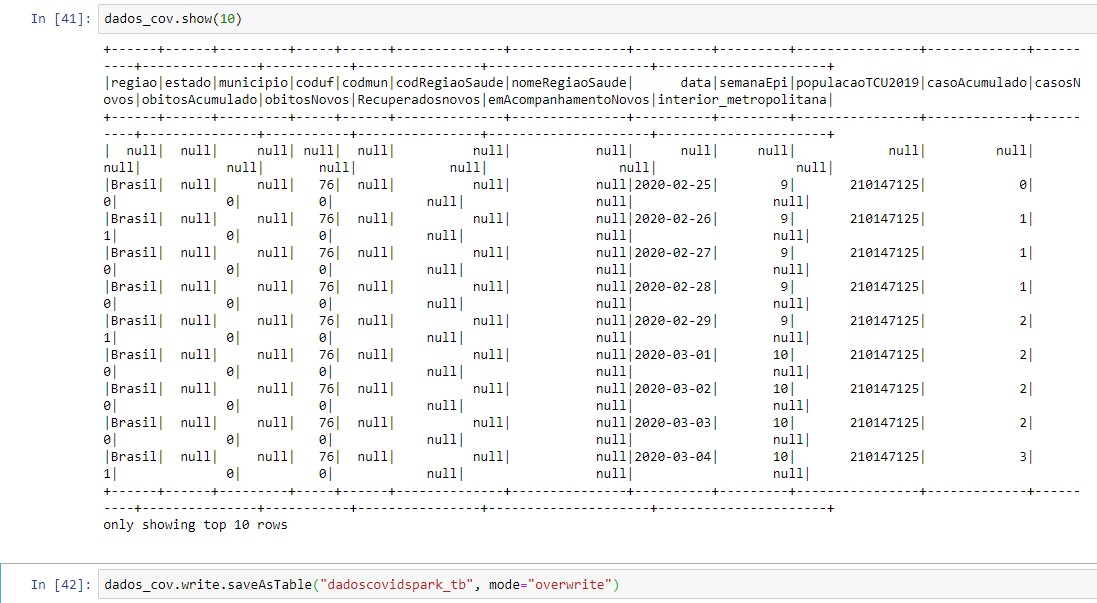 In [41]: dados_cov.show(10)
+------+------+---------+-----+------+--------------+---------------+----------+---------+----------------+-------------+------
----+--------------+-----------+----------------+----------------------+----------------------+
|regiao|estado|municipio|coduf|codmun|codRegiaoSaude|nomeRegiaoSaude|      data|semanaEpi|populacaoTCU2019|casoAcumulado|casosN
ovos|obitosAcumulado|obitosNovos|Recuperadosnovos|emAcompanhamentoNovos|interior_metropolitana|
+------+------+---------+-----+------+--------------+---------------+----------+---------+----------------+-------------+------
----+--------------+-----------+----------------+----------------------+----------------------+
|  null|  null|     null| null|  null|          null|           null|      null|     null|            null|         null|
null|           null|       null|            null|                 null|                  null|
|Brasil|  null|     null|   76|  null|          null|           null|2020-02-25|        9|       210147125|            0|
0|              0|          0|            null|                 null|                  null|
|Brasil|  null|     null|   76|  null|          null|           null|2020-02-26|        9|       210147125|            1|
1|              0|          0|            null|                 null|                  null|
|Brasil|  null|     null|   76|  null|          null|           null|2020-02-27|        9|       210147125|            1|
0|              0|          0|            null|                 null|                  null|
|Brasil|  null|     null|   76|  null|          null|           null|2020-02-28|        9|       210147125|            1|
0|              0|          0|            null|                 null|                  null|
|Brasil|  null|     null|   76|  null|          null|           null|2020-02-29|        9|       210147125|            2|
1|              0|          0|            null|                 null|                  null|
|Brasil|  null|     null|   76|  null|          null|           null|2020-03-01|       10|       210147125|            2|
0|              0|          0|            null|                 null|                  null|
|Brasil|  null|     null|   76|  null|          null|           null|2020-03-02|       10|       210147125|            2|
0|              0|          0|            null|                 null|                  null|
|Brasil|  null|     null|   76|  null|          null|           null|2020-03-03|       10|       210147125|            2|
0|              0|          0|            null|                 null|                  null|
|Brasil|  null|     null|   76|  null|          null|           null|2020-03-04|       10|       210147125|            3|
1|              0|          0|            null|                 null|                  null|
+------+------+---------+-----+------+--------------+---------------+----------+---------+----------------+-------------+------
----+--------------+-----------+----------------+----------------------+----------------------+
only showing top 10 rows
In [42]: dados_cov.write.saveAsTable("dadoscovidspark_tb", mode="overwrite")